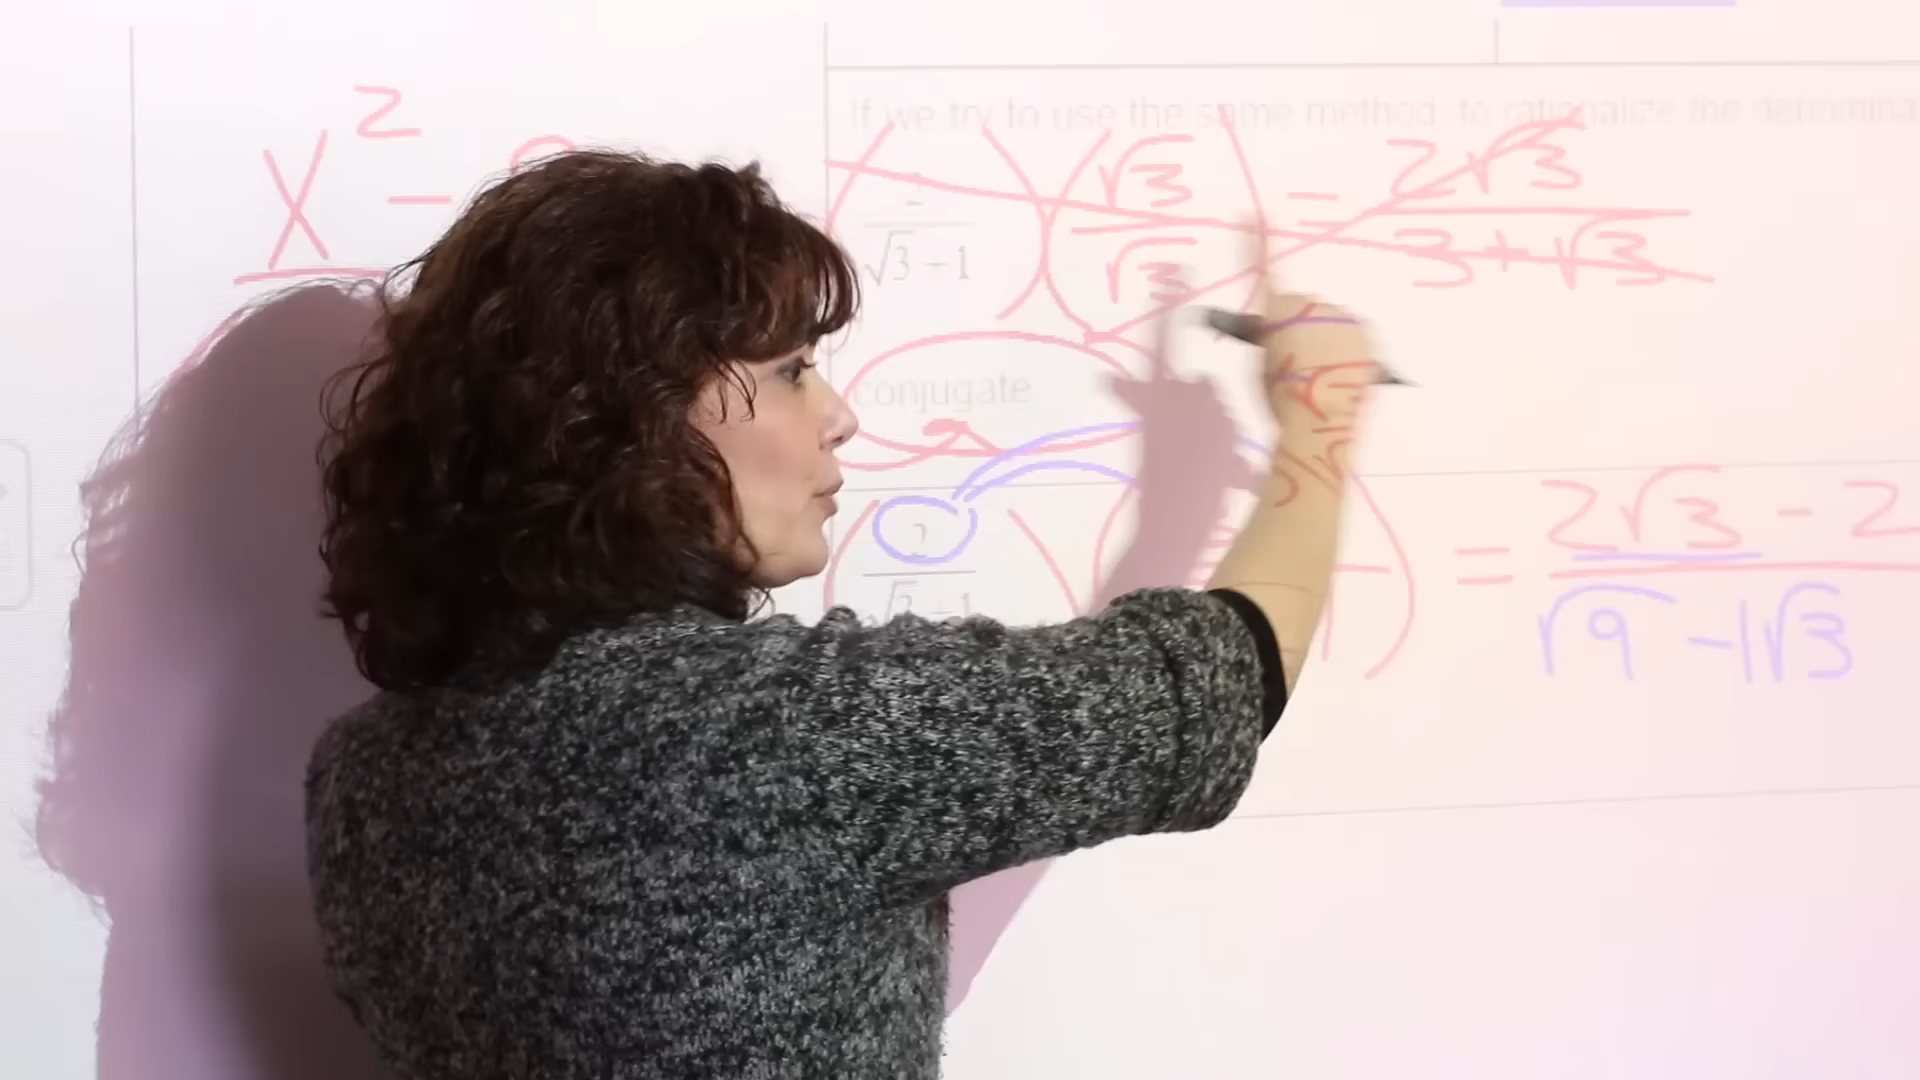 x² -
If we try to use the same method to rationalize the denomina
2/(√3 + 1) (√3/√3) = 2√3/(3 + √3)
conjugate
2/(√3 + 1) ( ) = (2√3 - 2)/(√9 - 1√3)